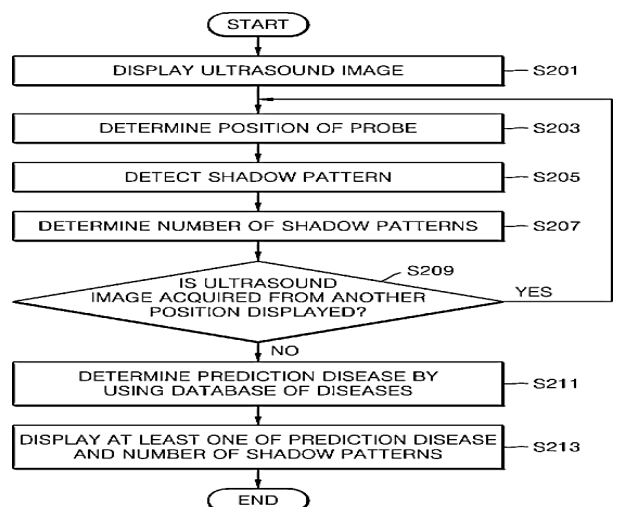 START
DISPLAY ULTRASOUND IMAGE
S201
DETERMINE POSITION OF PROBE
S203
DETECT SHADOW PATTERN
S205
DETERMINE NUMBER OF SHADOW PATTERNS
S207
S209
IS ULTRASOUND
IMAGE ACQUIRED FROM ANOTHER
POSITION DISPLAYED?
YES
NO
DETERMINE PREDICTION DISEASE BY
USING DATABASE OF DISEASES
S211
DISPLAY AT LEAST ONE OF PREDICTION DISEASE
AND NUMBER OF SHADOW PATTERNS
S213
END